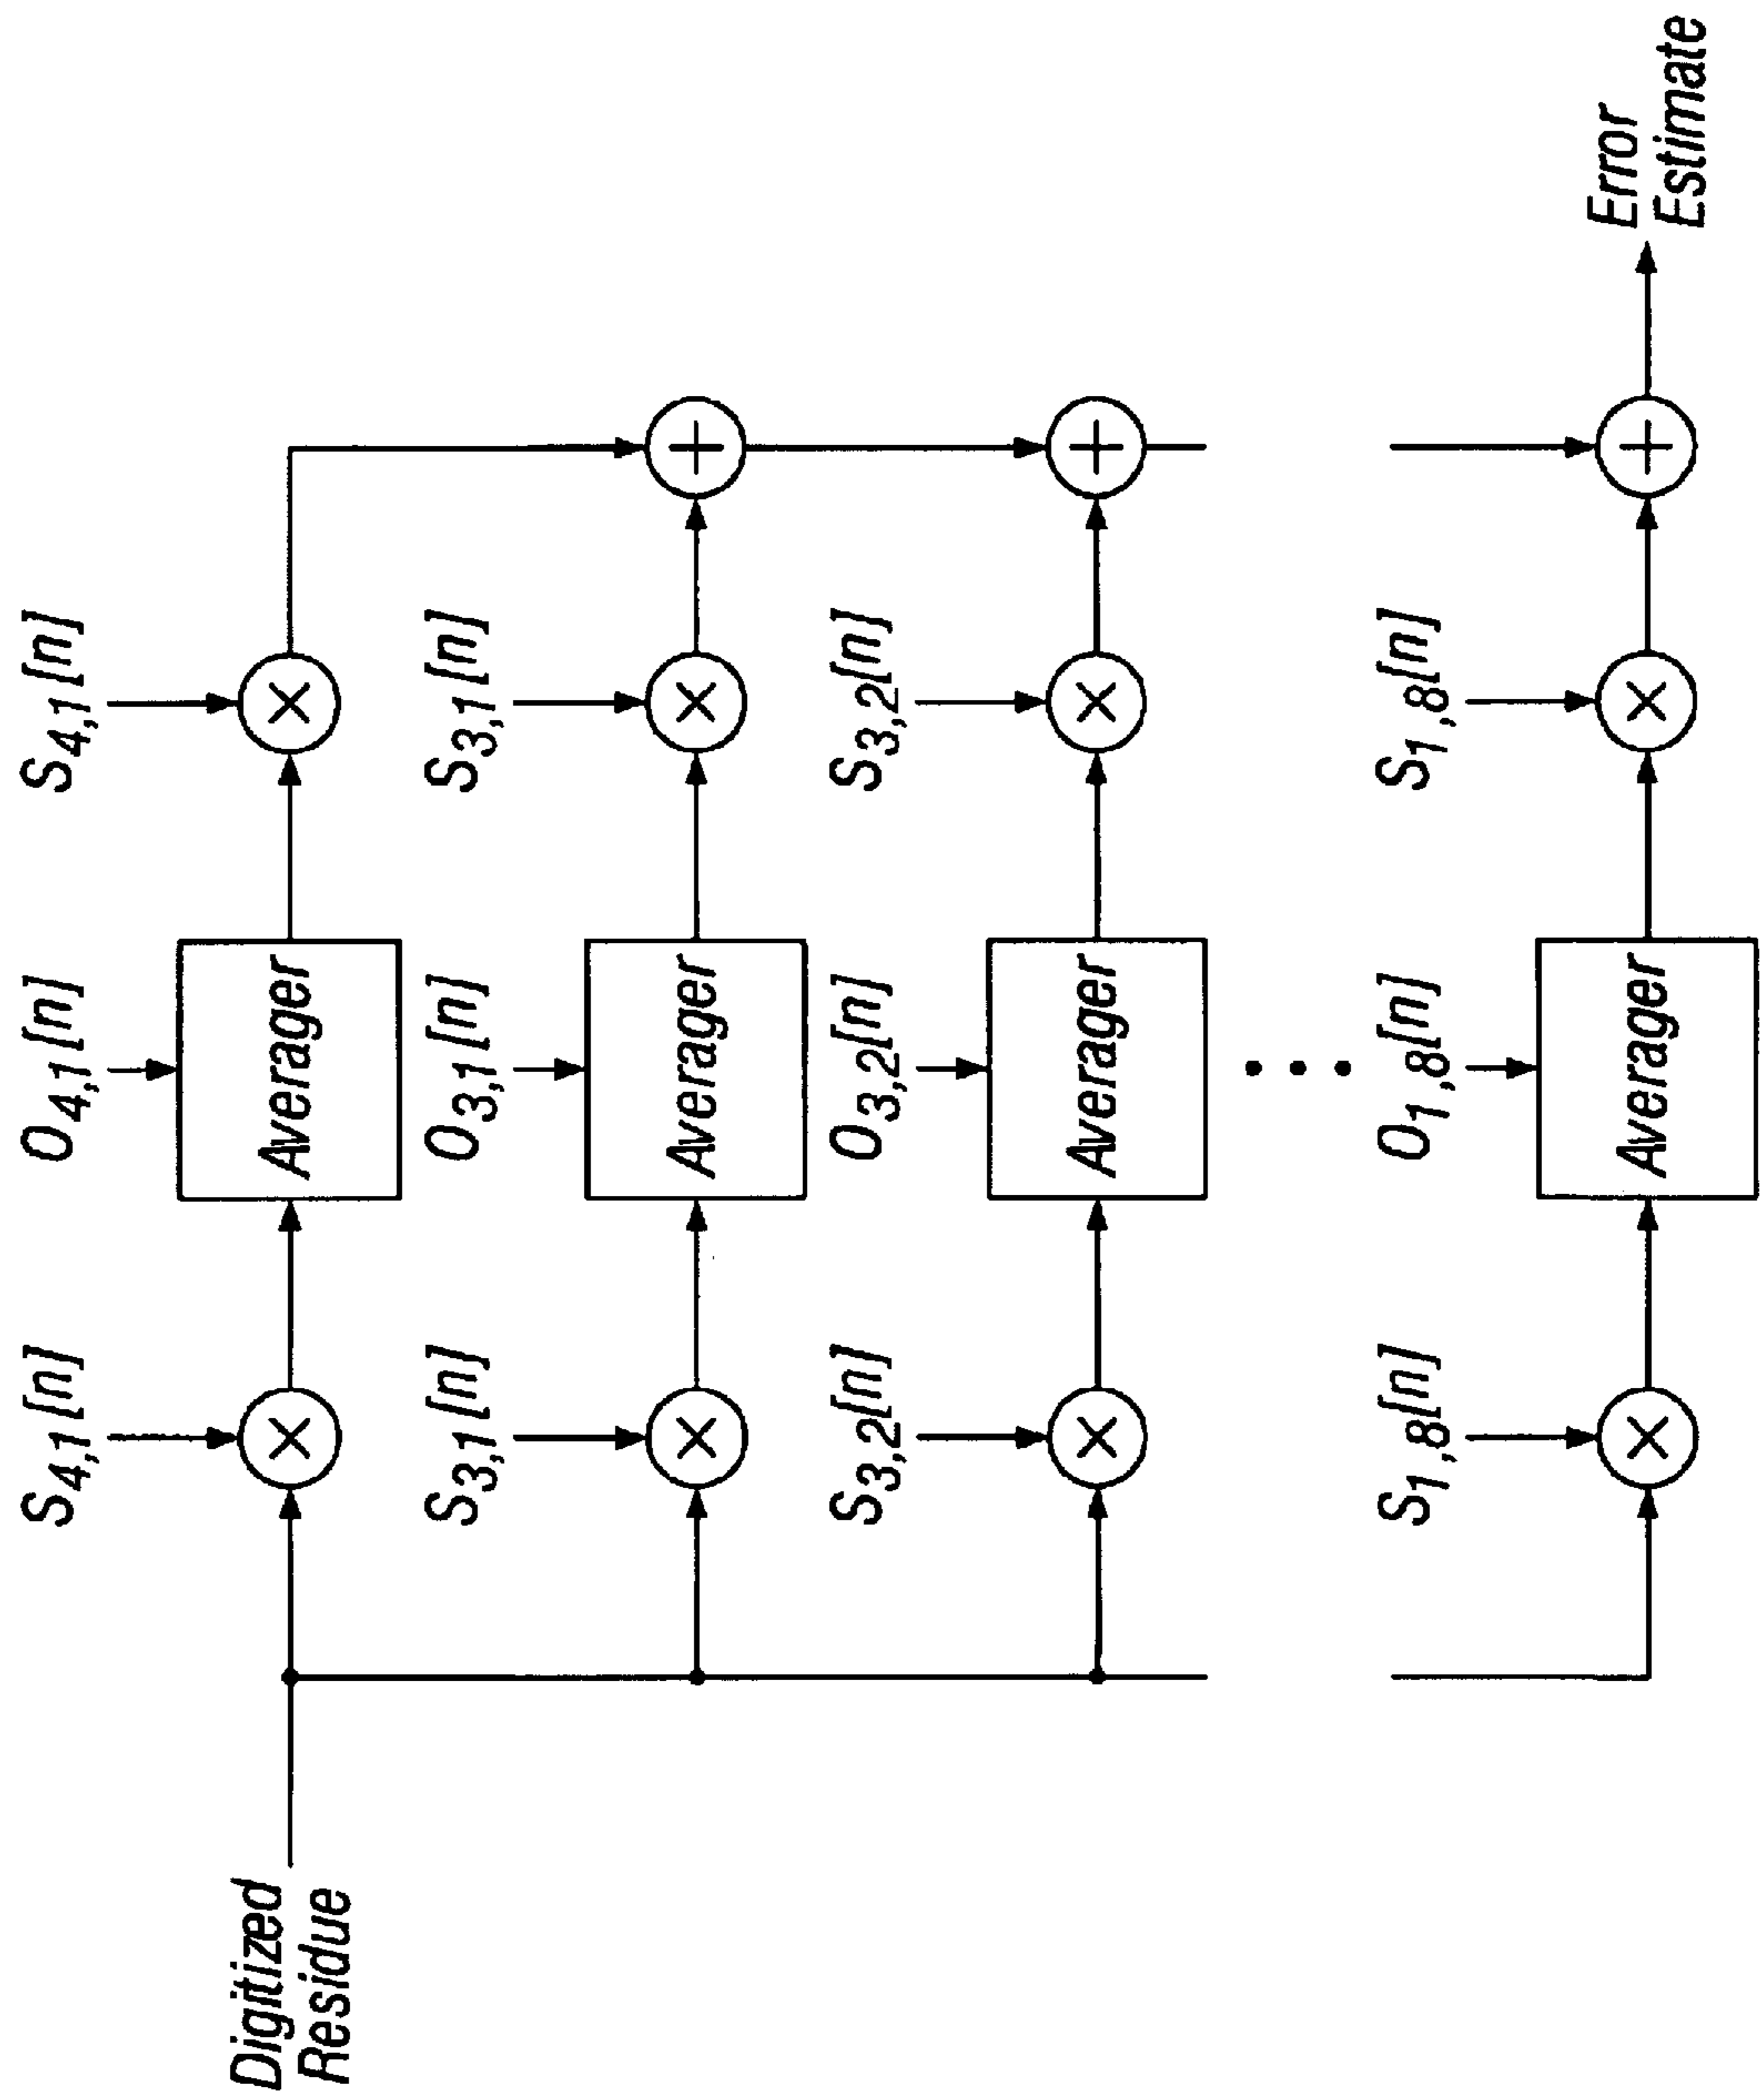 S4,1[n]
O4,1[n]
S4,1[n]
Digitized
Residue
Averager
S3,1[n]
O3,1[n]
S3,1[n]
Averager
S3,2[n]
O3,2[n]
S3,2[n]
Averager
S1,8[n]
O1,8[n]
S1,8[n]
Averager
Error
Estimate